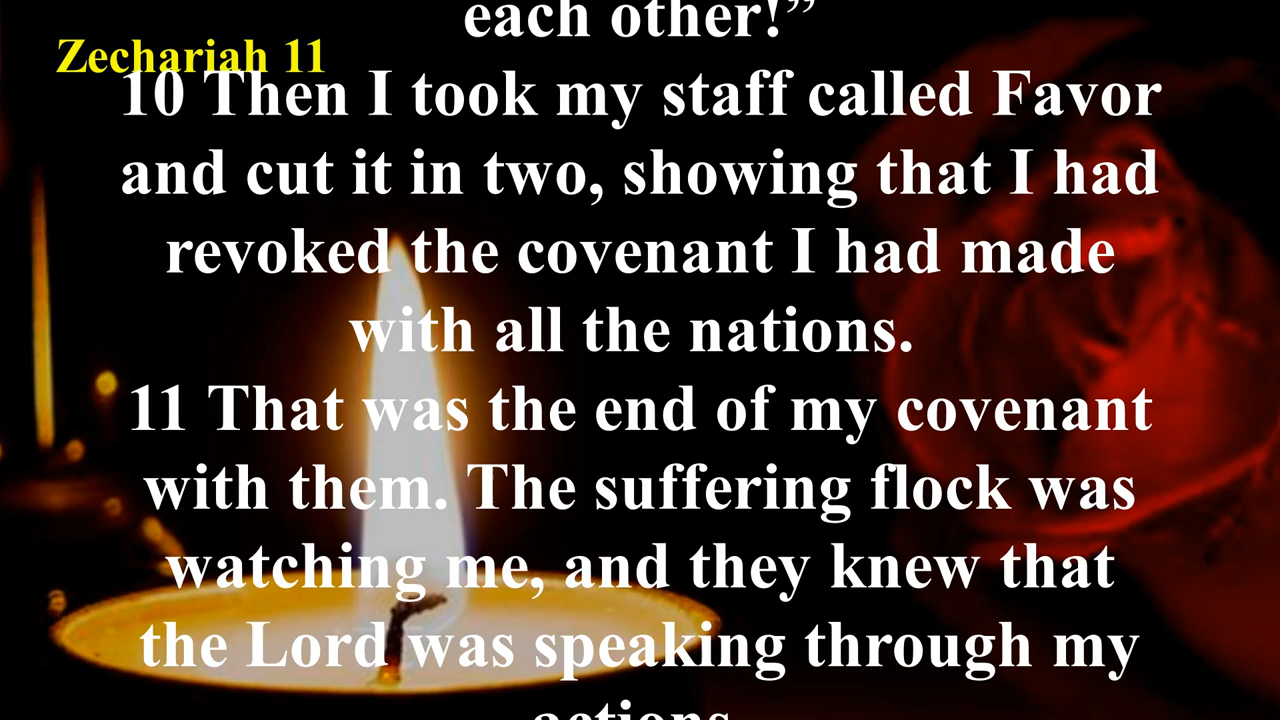 each other!”
Zechariah 11
10 Then I took my staff called Favor
and cut it in two, showing that I had
revoked the covenant I had made
with all the nations.
11 That was the end of my covenant
with them. The suffering flock was
watching me, and they knew that
the Lord was speaking through my
actions.